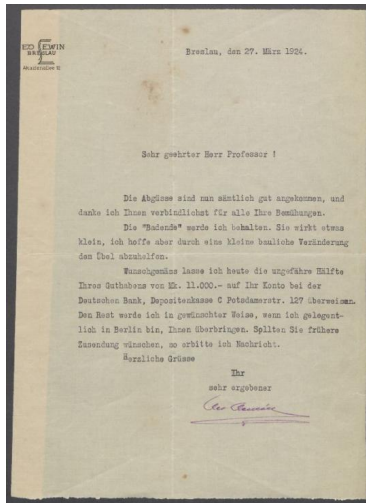 LEWIN
BRESLAU
Breslau, den 27. März 1924.
Sehr geehrter Herr Professor !
Die Abgüsse sind nun sämtlich gut angekommen, und
danke ich Ihnen verbindlichst für alle Ihre Bemühungen.
Die "Badende" werde ich behalten. Sie wirkt etwas
klein, ich hoffe aber durch eine kleine bauliche Veränderung
dem Übel abzuhelfen.
Wunschgemäss lasse ich heute die ungefähre Hälfte
Ihres Guthabens von Mk. 11.000.- auf Ihr Konto bei der
Deutschen Bank, Depositenkasse C Potsdamerstr. 127 überweisen.
Den Rest werde ich in gewünschter Weise, wenn ich gelegent-
lich in Berlin bin, Ihnen überbringen. Sollten Sie frühere
Zusendung wünschen, so erbitte ich Nachricht.
Herzliche Grüsse
Ihr
sehr ergebener